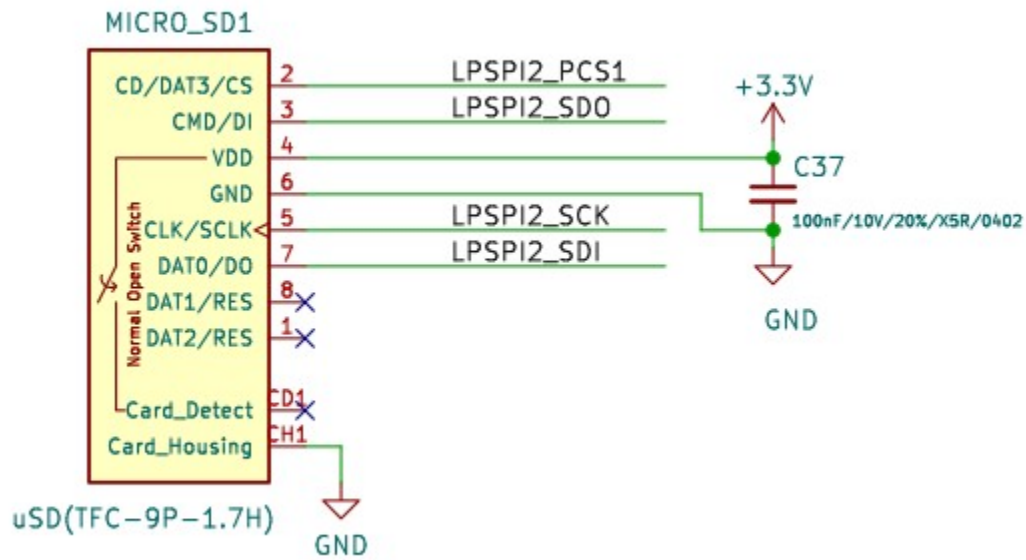 MICRO_SD1
CD/DAT3/CS 2 LPSPI2_PCS1
CMD/DI 3 LPSPI2_SDO
VDD 4
GND 6
CLK/SCLK 5 LPSPI2_SCK
DAT0/DO 7 LPSPI2_SDI
DAT1/RES 8
DAT2/RES 1
Card_Detect CD1
Card_Housing CH1
Normal Open Switch
uSD(TFC-9P-1.7H)
GND
+3.3V
C37
100nF/10V/20%/X5R/0402
GND